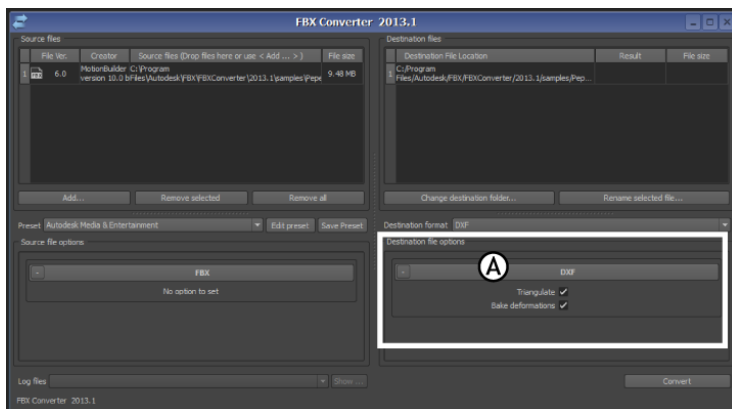 FBX Converter 2013.1
Source files
File Ver. Creator Source files (Drop files here or use < Add ... > ) File size
1 6.0 MotionBuilder version 10.0 b C:\Program Files\Autodesk\FBX\FBXConverter\2013.1\samples\Pepe 9.48 MB
Add... Remove selected Remove all
Destination files
Destination File Location Result File size
1 C:/Program Files/Autodesk/FBX/FBXConverter/2013.1/samples/Pep...
Change destination folder... Rename selected file...
Preset Autodesk Media & Entertainment Edit preset Save Preset
Destination format DXF
Source file options
- FBX
No option to set
Destination file options
A
- DXF
Triangulate
Bake deformations
Log files Show ...
Convert
FBX Converter 2013.1